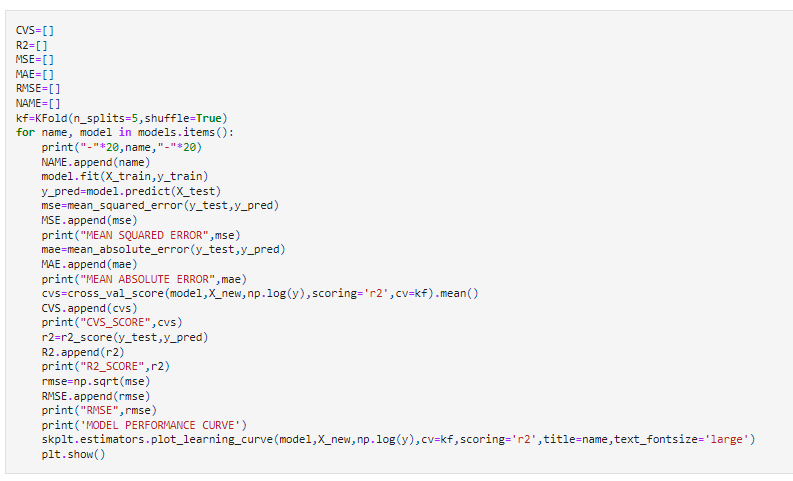 CVS=[]
R2=[]
MSE=[]
MAE=[]
RMSE=[]
NAME=[]
kf=KFold(n_splits=5,shuffle=True)
for name, model in models.items():
    print("-"*20,name,"-"*20)
    NAME.append(name)
    model.fit(X_train,y_train)
    y_pred=model.predict(X_test)
    mse=mean_squared_error(y_test,y_pred)
    MSE.append(mse)
    print("MEAN SQUARED ERROR",mse)
    mae=mean_absolute_error(y_test,y_pred)
    MAE.append(mae)
    print("MEAN ABSOLUTE ERROR",mae)
    cvs=cross_val_score(model,X_new,np.log(y),scoring='r2',cv=kf).mean()
    CVS.append(cvs)
    print("CVS_SCORE",cvs)
    r2=r2_score(y_test,y_pred)
    R2.append(r2)
    print("R2_SCORE",r2)
    rmse=np.sqrt(mse)
    RMSE.append(rmse)
    print("RMSE",rmse)
    print('MODEL PERFORMANCE CURVE')
    skplt.estimators.plot_learning_curve(model,X_new,np.log(y),cv=kf,scoring='r2',title=name,text_fontsize='large')
    plt.show()